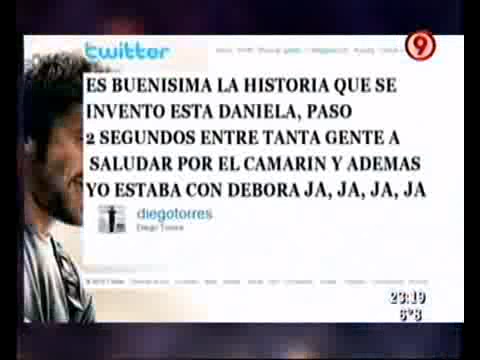 twitter
9
ES BUENISIMA LA HISTORIA QUE SE
INVENTO ESTA DANIELA, PASO
2 SEGUNDOS ENTRE TANTA GENTE A
SALUDAR POR EL CAMARIN Y ADEMAS
YO ESTABA CON DEBORA JA, JA, JA, JA
diegotorres
Diego Torres
23:19
6°8